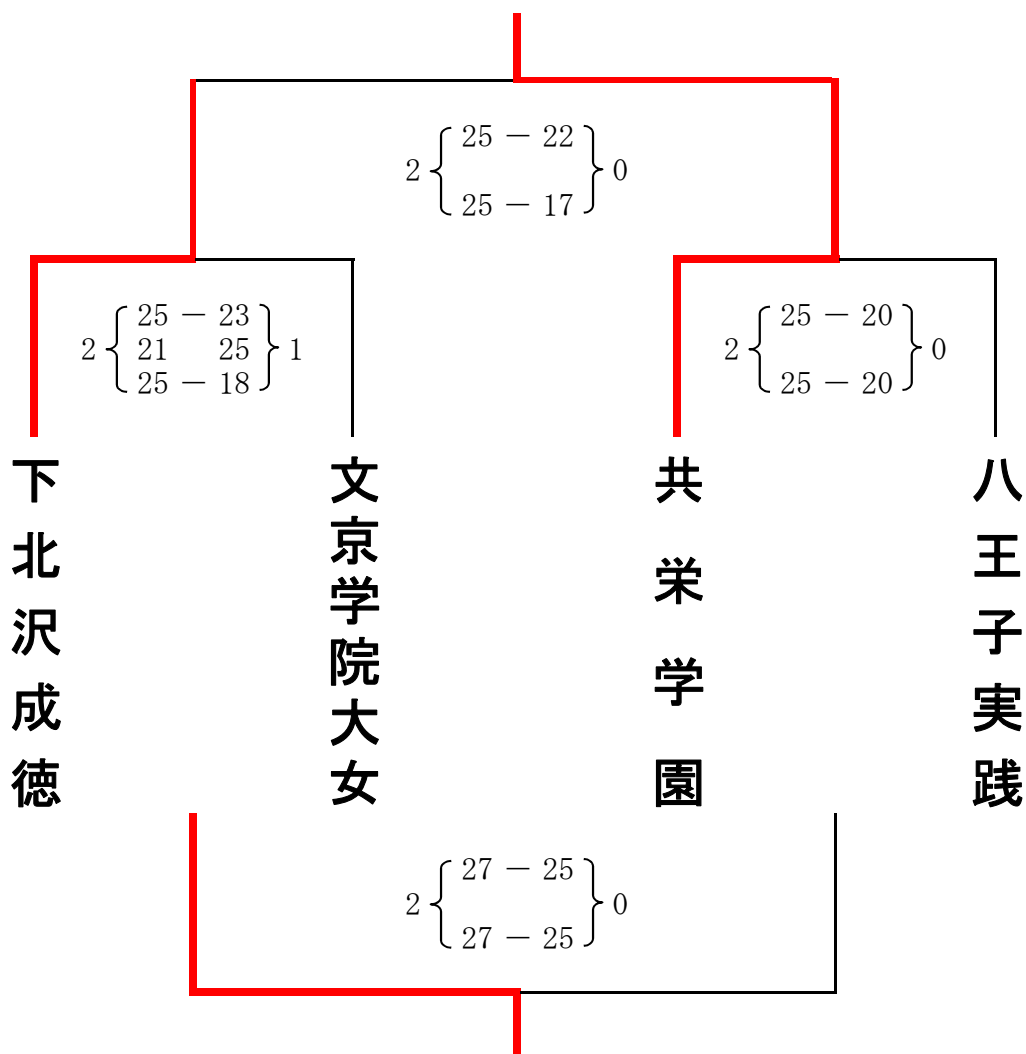 25 － 22
2 { } 0
25 － 17
25 － 23
2 { 21 25 } 1
25 － 18
25 － 20
2 { } 0
25 － 20
下北沢成徳
文京学院大女
共栄学園
八王子実践
27 － 25
2 { } 0
27 － 25